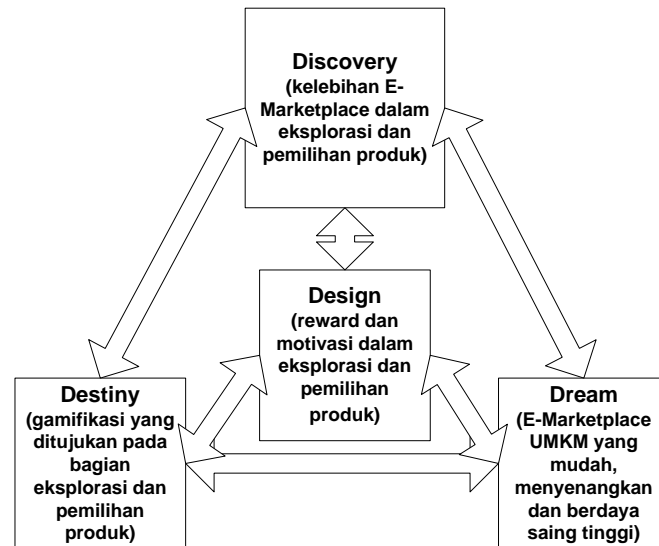 Discovery
(kelebihan E-
Marketplace dalam
eksplorasi dan
pemilihan produk)
Design
(reward dan
motivasi dalam
eksplorasi dan
pemilihan
produk)
Destiny
(gamifikasi yang
ditujukan pada
bagian
eksplorasi dan
pemilihan
produk)
Dream
(E-Marketplace
UMKM yang
mudah,
menyenangkan
dan berdaya
saing tinggi)